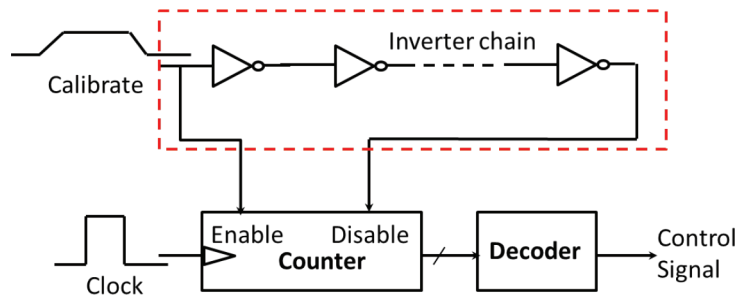 Inverter chain
Calibrate
Enable Disable
Counter
Decoder
Control
Signal
Clock